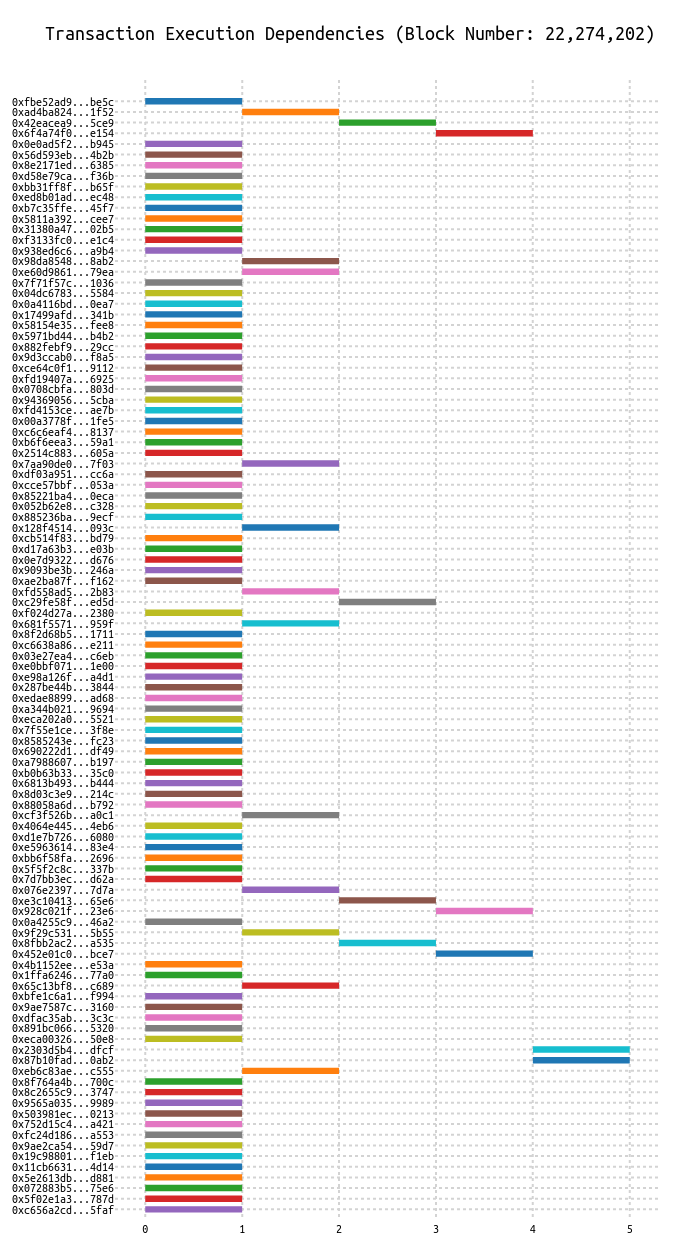 Transaction Execution Dependencies (Block Number: 22,274,202)
0xfbe52ad9...be5c
0xad4ba824...1f52
0x42eacea9...5ce9
0x6f4a74f0...e154
0x0e0ad5f2...b945
0x56d593eb...4b2b
0x8e2171ed...6385
0xd58e79ca...f36b
0xbb31ff8f...b65f
0xed8b01ad...ec48
0xb7c35ffe...45f7
0x5811a392...cee7
0x31380a47...02b5
0xf3133fc0...e1c4
0x938ed6c6...a9b4
0x98da8548...8ab2
0xe60d9861...79ea
0x7f71f57c...1036
0x04dc6783...5584
0x0a4116bd...0ea7
0x17499afd...341b
0x58154e35...fee8
0x5971bd44...b4b2
0x882febf9...29cc
0x9d3ccab0...f8a5
0xce64c0f1...9112
0xfd19407a...6925
0x0708cbfa...803d
0x94369056...5cba
0xfd4153ce...ae7b
0x00a3778f...1fe5
0xc6c6eaf4...8137
0xb6f6eea3...59a1
0x2514c883...605a
0x7aa90de0...7f03
0xdf03a951...cc6a
0xcce57bbf...053a
0x85221ba4...0eca
0x052b62e8...c328
0x885236ba...9ecf
0x128f4514...093c
0xcb514f83...bd79
0xd17a63b3...e03b
0x0e7d9322...d676
0x9093be3b...246a
0xae2ba87f...f162
0xfd558ad5...2b83
0xc29fe58f...ed5d
0xf024d27a...2380
0x681f5571...959f
0x8f2d68b5...1711
0xc6638a86...e211
0x03e27ea4...c6eb
0xe0bbf071...1e00
0xe98a126f...a4d1
0x287be44b...3844
0xedae8899...ad68
0xa344b021...9694
0xeca202a0...5521
0x7f55e1ce...3f8e
0x8585243e...fc23
0x690222d1...df49
0xa7988607...b197
0xb0b63b33...35c0
0x6813b493...b444
0x8d03c3e9...214c
0x88058a6d...b792
0xcf3f526b...a0c1
0x4064e445...4eb6
0xd1e7b726...6080
0xe5963614...83e4
0xbb6f58fa...2696
0x5f5f2c8c...337b
0x7d7bb3ec...d62a
0x076e2397...7d7a
0xe3c10413...65e6
0x928c021f...23e6
0x0a4255c9...46a2
0x9f29c531...5b55
0x8fbb2ac2...a535
0x452e01c0...bce7
0x4b1152ee...e53a
0x1ffa6246...77a0
0x65c13bf8...c689
0xbfe1c6a1...f994
0x9ae7587c...3160
0xdfac35ab...3c3c
0x891bc066...5320
0xeca00326...50e8
0x2303d5b4...dfcf
0x87b10fad...0ab2
0xeb6c83ae...c555
0x8f764a4b...700c
0x8c2655c9...3747
0x9565a035...9989
0x503981ec...0213
0x752d15c4...a421
0xfc24d186...a553
0x9ae2ca54...59d7
0x19c98801...f1eb
0x11cb6631...4d14
0x5e2613db...d881
0x072883b5...75e6
0x5f02e1a3...787d
0xc656a2cd...5faf
0 1 2 3 4 5